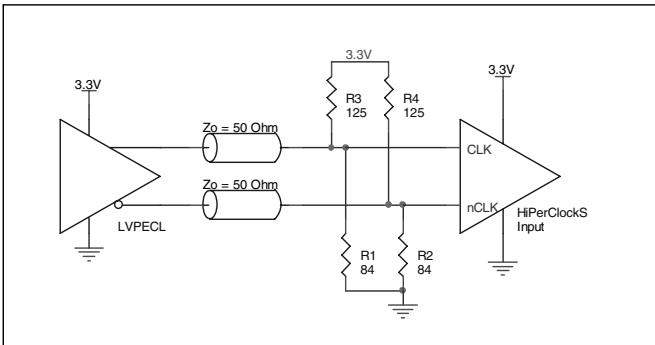 3.3V
3.3V
3.3V
R3
125
R4
125
Zo = 50 Ohm
CLK
Zo = 50 Ohm
nCLK
HiPerClockS
Input
LVPECL
R1
84
R2
84